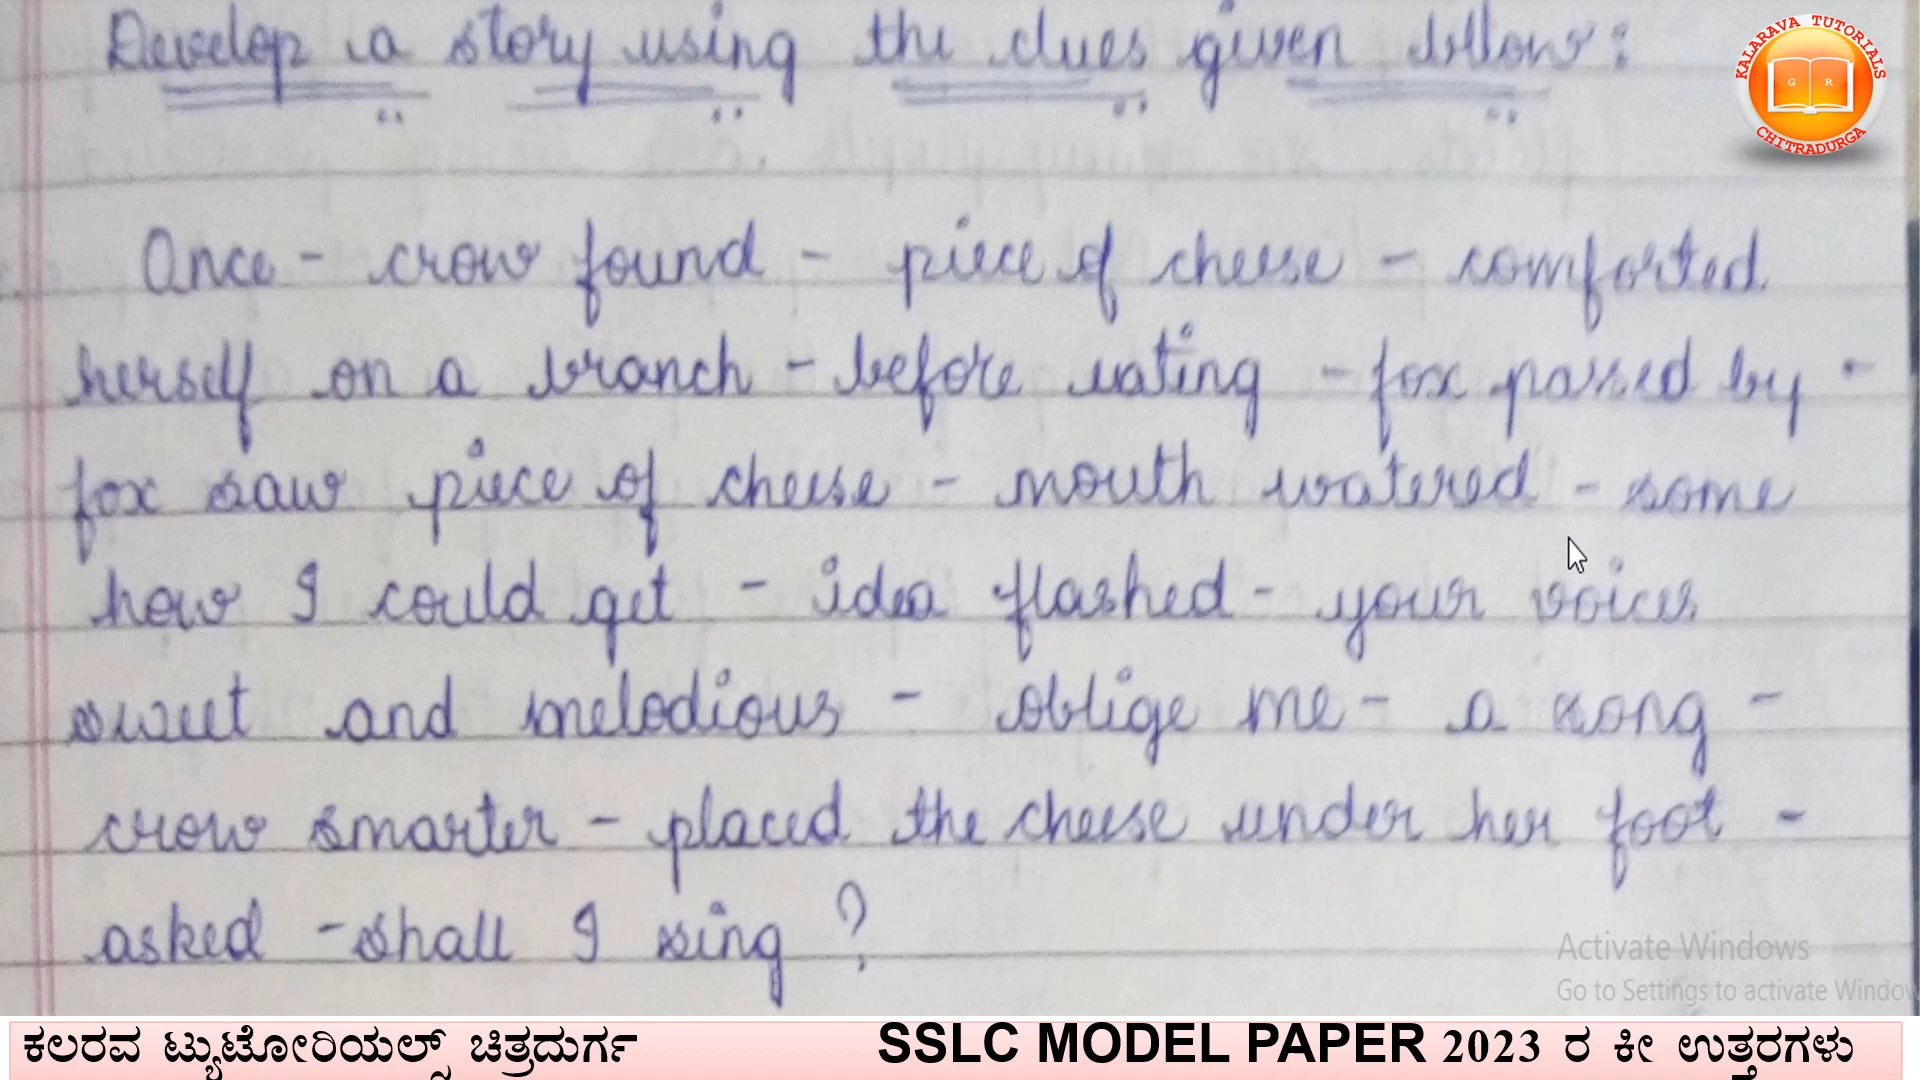 Develop a story using the clues given below:
KALARAVA TUTORIALS
G R
CHITRADURGA
Once - crow found - piece of cheese - comforted
herself on a branch - before eating - fox passed by -
fox saw piece of cheese - mouth watered - some
how I could get - idea flashed - your voices
sweet and melodious - oblige me - a song -
crow smarter - placed the cheese under her foot -
asked - shall I sing ?
Activate Windows
Go to Settings to activate Window
ಕಲರವ ಟ್ಯುಟೋರಿಯಲ್ಸ್ ಚಿತ್ರದುರ್ಗ SSLC MODEL PAPER 2023 ರ ಕೀ ಉತ್ತರಗಳು